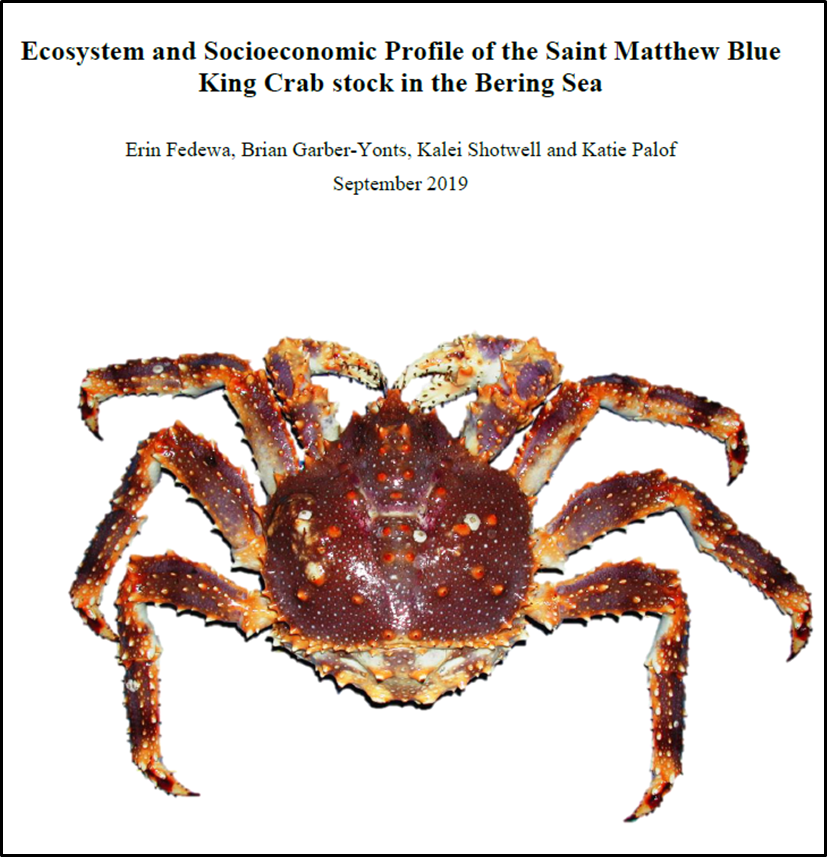 Ecosystem and Socioeconomic Profile of the Saint Matthew Blue
King Crab stock in the Bering Sea
Erin Fedewa, Brian Garber-Yonts, Kalei Shotwell and Katie Palof
September 2019